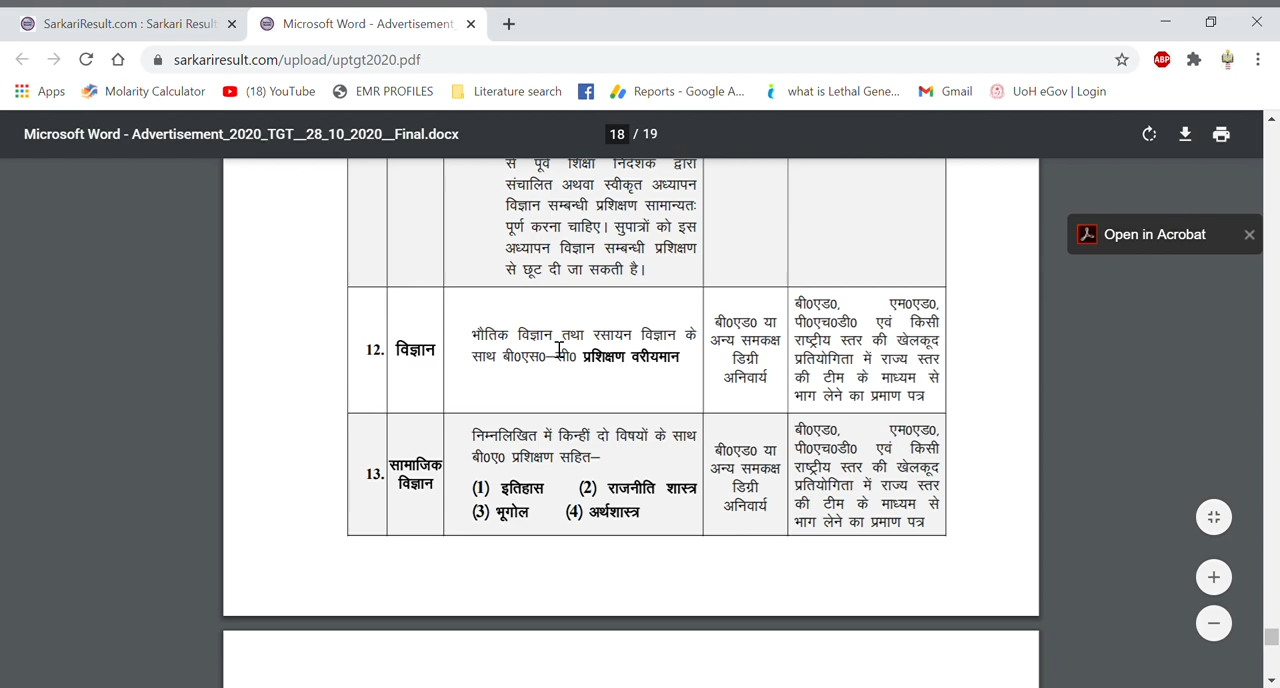 SarkariResult.com : Sarkari Result
Microsoft Word - Advertisement_
sarkariresult.com/upload/uptgt2020.pdf
ABP
Apps
Molarity Calculator
(18) YouTube
EMR PROFILES
Literature search
Reports - Google A...
what is Lethal Gene...
Gmail
UoH eGov | Login
Microsoft Word - Advertisement_2020_TGT__28_10_2020__Final.docx
18 / 19
Open in Acrobat
से पूर्व शिक्षा निदेशक द्वारा
संचालित अथवा स्वीकृत अध्यापन
विज्ञान सम्बन्धी प्रशिक्षण सामान्यतः
पूर्ण करना चाहिए। सुपात्रों को इस
अध्यापन विज्ञान सम्बन्धी प्रशिक्षण
से छूट दी जा सकती है।
12.
विज्ञान
भौतिक विज्ञान तथा रसायन विज्ञान के
साथ बी0एस0–सी0 प्रशिक्षण वरीयमान
बी0एड0 या
अन्य समकक्ष
डिग्री
अनिवार्य
बी0एड0, एम0एड0,
पी0एच0डी0 एवं किसी
राष्ट्रीय स्तर की खेलकूद
प्रतियोगिता में राज्य स्तर
की टीम के माध्यम से
भाग लेने का प्रमाण पत्र
13.
सामाजिक
विज्ञान
निम्नलिखित में किन्हीं दो विषयों के साथ
बी0ए0 प्रशिक्षण सहित–
(1) इतिहास (2) राजनीति शास्त्र
(3) भूगोल (4) अर्थशास्त्र
बी0एड0 या
अन्य समकक्ष
डिग्री
अनिवार्य
बी0एड0, एम0एड0,
पी0एच0डी0 एवं किसी
राष्ट्रीय स्तर की खेलकूद
प्रतियोगिता में राज्य स्तर
की टीम के माध्यम से
भाग लेने का प्रमाण पत्र